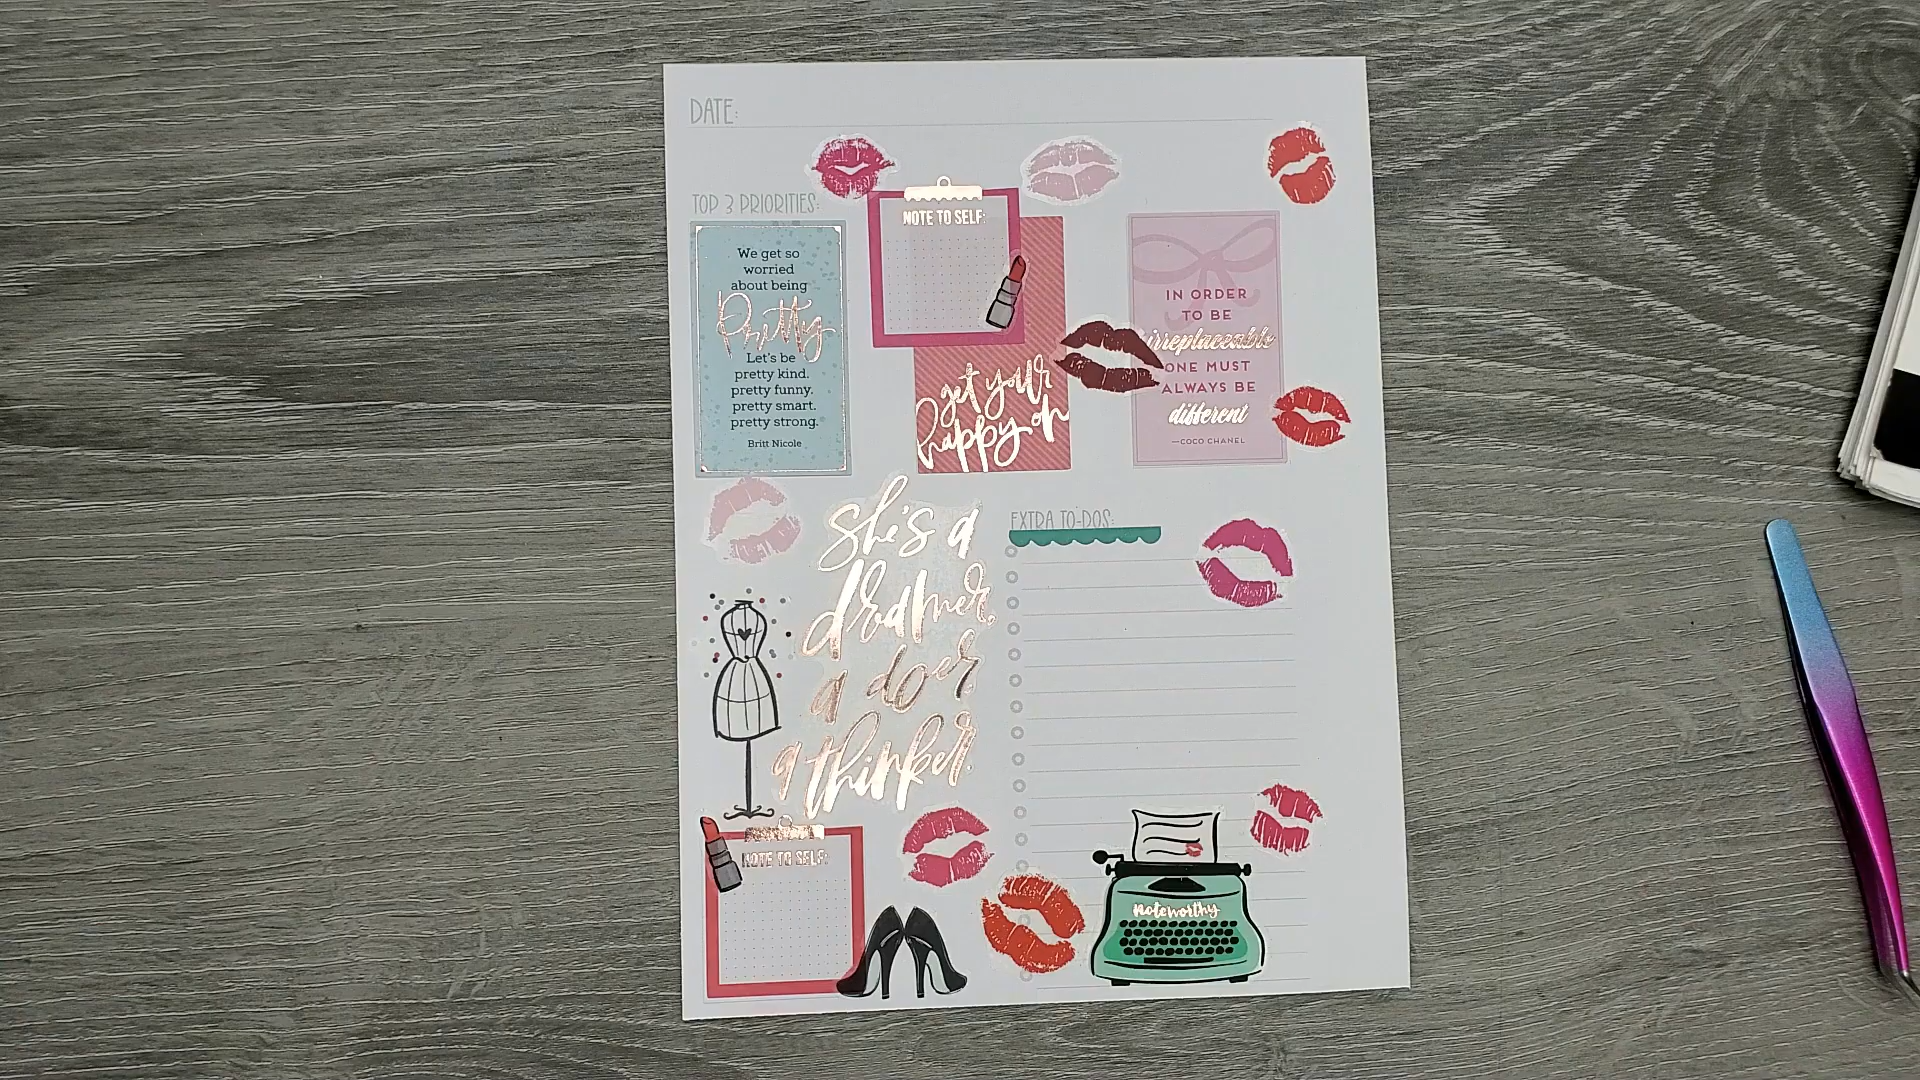 DATE:
TOP 3 PRIORITIES:
We get so
worried
about being
Pretty
Let's be
pretty kind.
pretty funny.
pretty smart.
pretty strong.
Britt Nicole
NOTE TO SELF:
get your
happy on
IN ORDER
TO BE
irreplaceable
ONE MUST
ALWAYS BE
different
—COCO CHANEL
she's a
dreamer,
a doer,
a thinker.
EXTRA TO-DOS:
NOTE TO SELF:
noteworthy